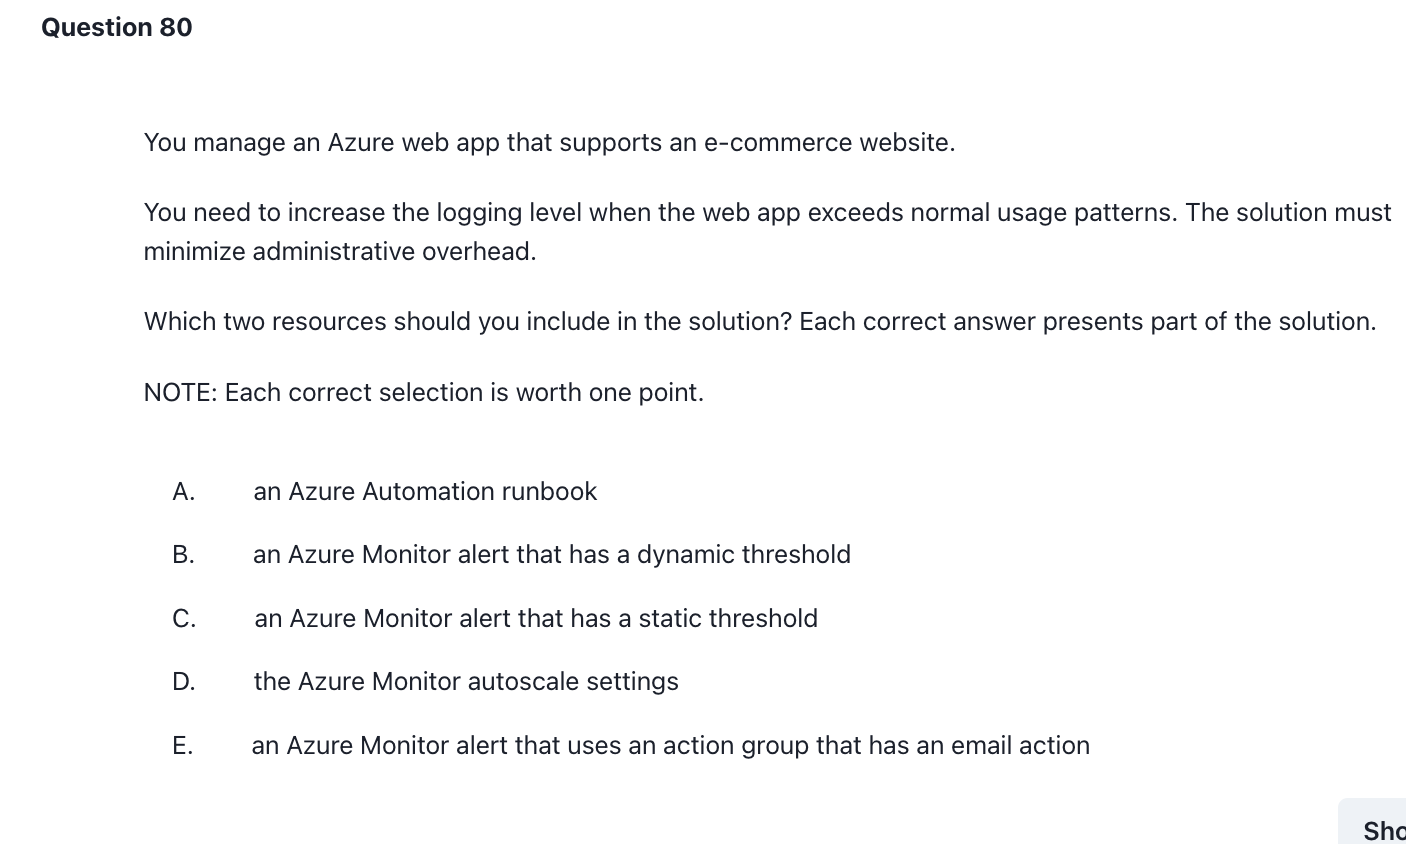 Question 80
You manage an Azure web app that supports an e-commerce website.
You need to increase the logging level when the web app exceeds normal usage patterns. The solution must
minimize administrative overhead.
Which two resources should you include in the solution? Each correct answer presents part of the solution.
NOTE: Each correct selection is worth one point.
A. an Azure Automation runbook
B. an Azure Monitor alert that has a dynamic threshold
C. an Azure Monitor alert that has a static threshold
D. the Azure Monitor autoscale settings
E. an Azure Monitor alert that uses an action group that has an email action
Sho